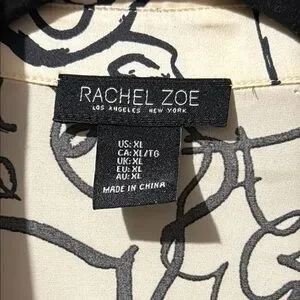 RACHEL ZOE
LOS ANGELES NEW YORK
US: XL
CA: XL/TG
UK: XL
EU: XL
AU: XL
MADE IN CHINA